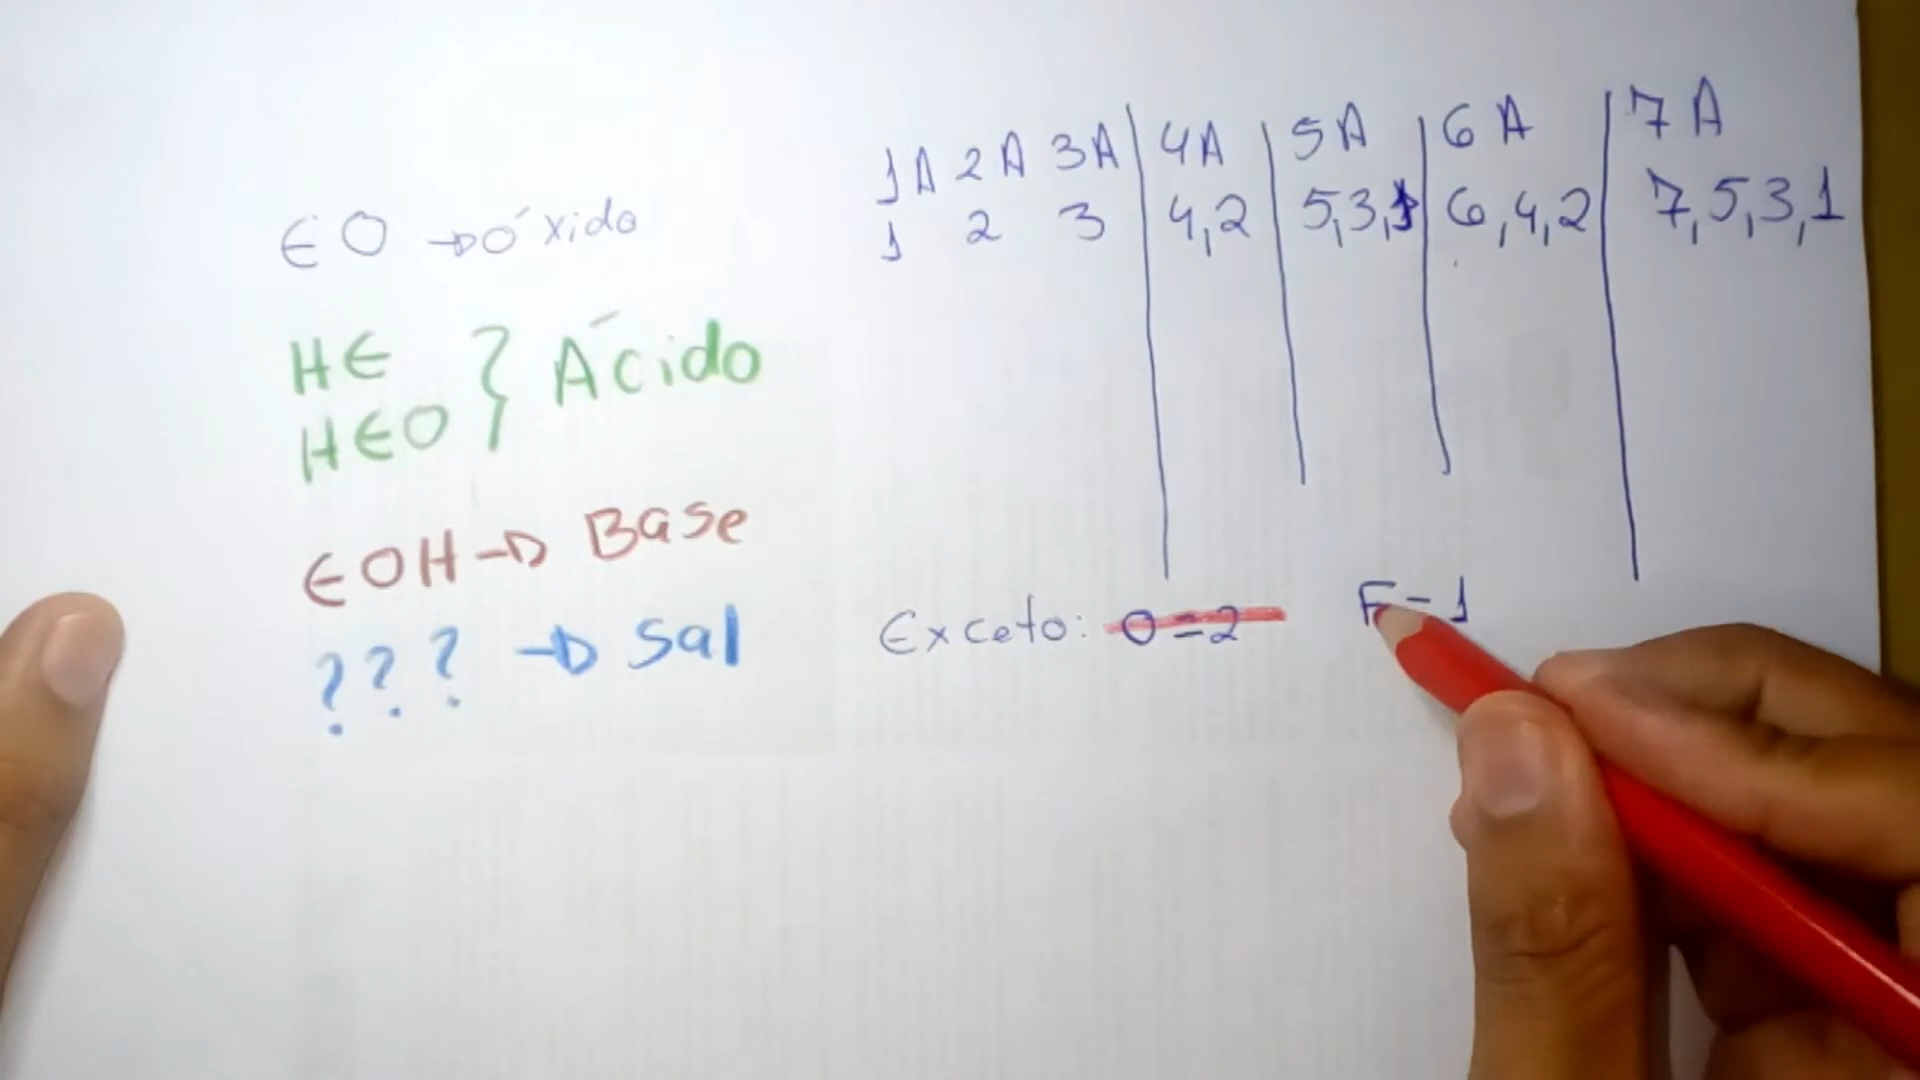 EO → óxido
HE } Ácido
HEO
EOH → Base
??? → Sal
1A 2A 3A | 4A | 5A | 6A | 7A
1 2 3 | 4,2 | 5,3,1 | 6,4,2 | 7,5,3,1
Exceto: O=2 F=1